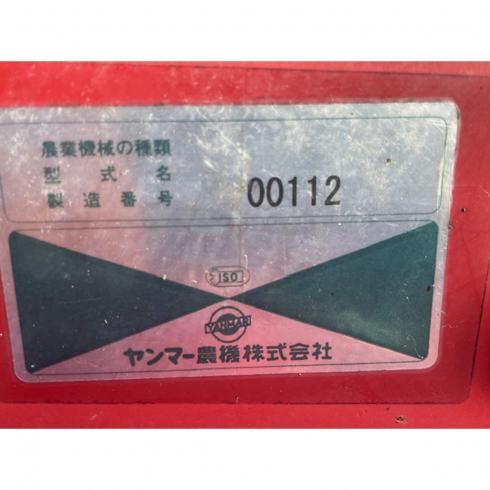 農業機械の種類
型式名
製造番号 00112
ISO
YANMAR
ヤンマー農機株式会社